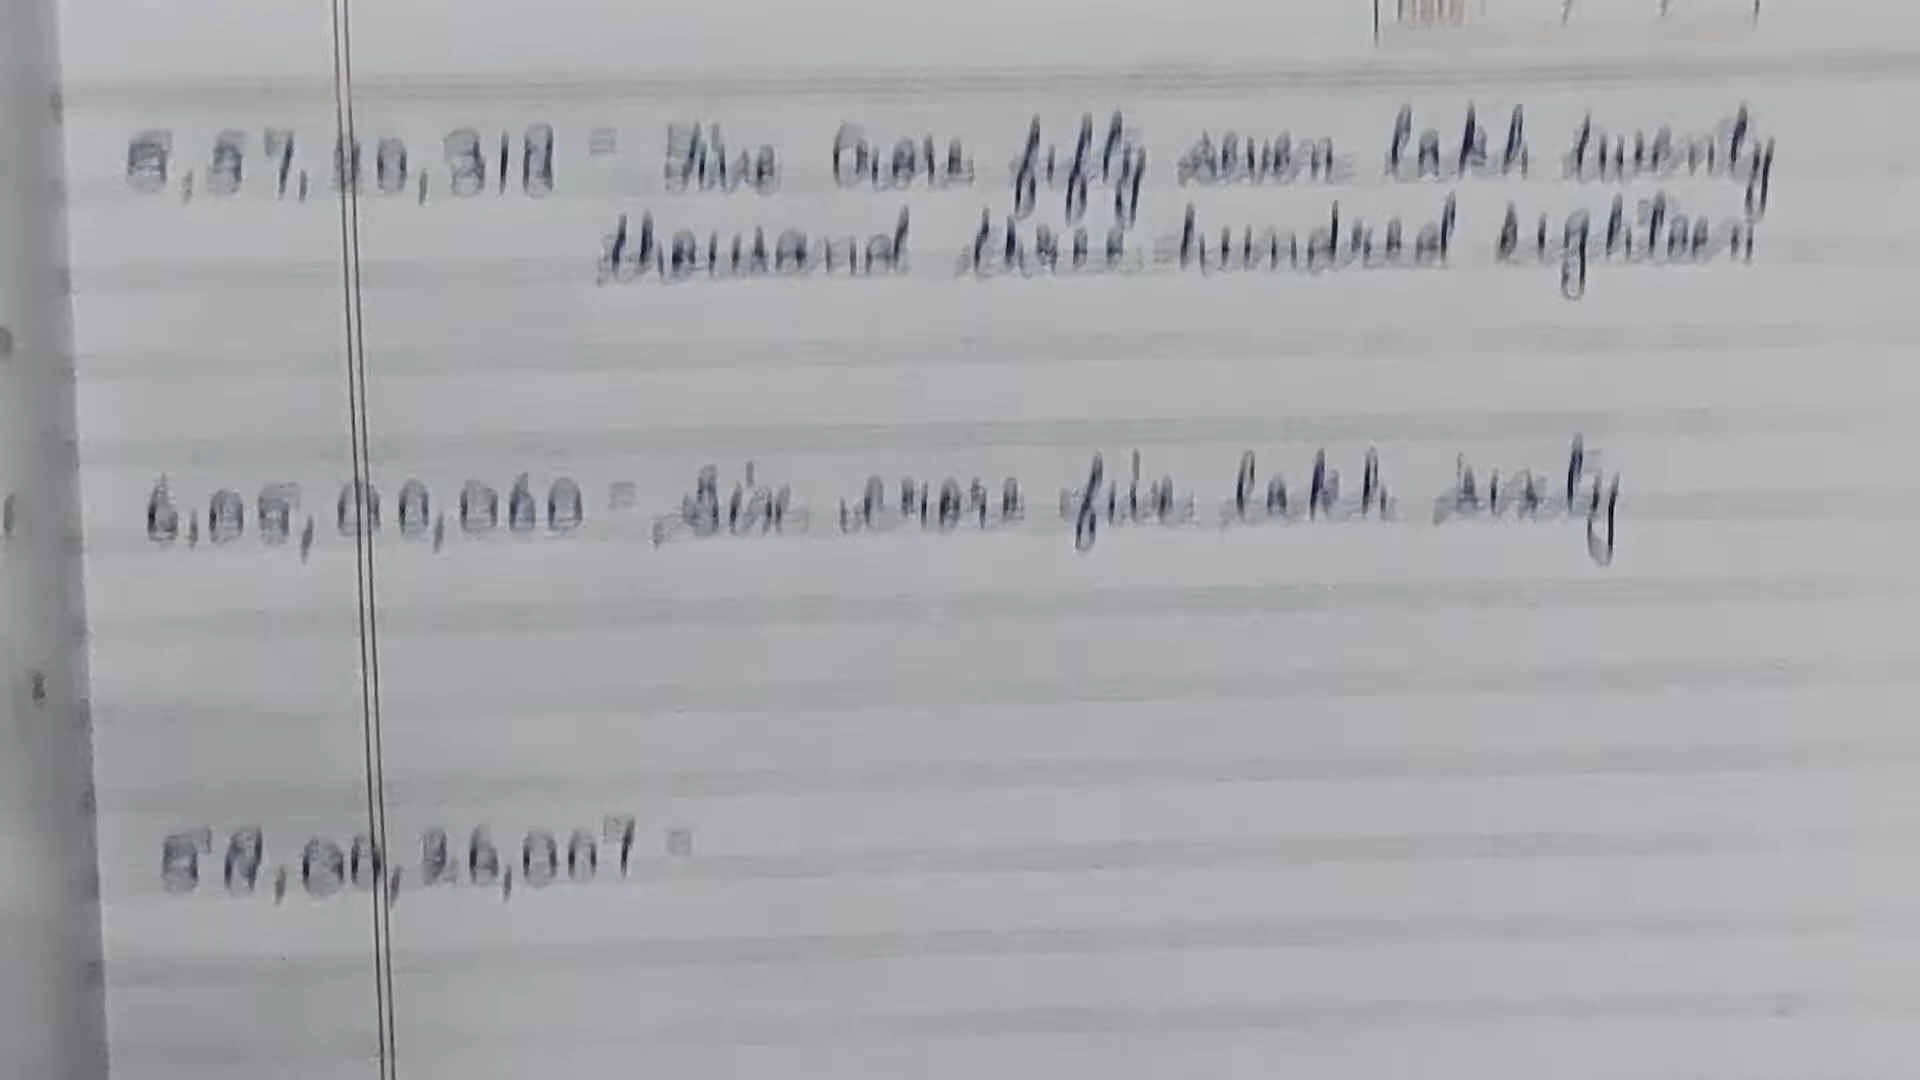 5,57,20,318 = Five Crore fifty seven lakh twenty
thousand three hundred eighteen
6,05,00,060 = Six crore five lakh sixty
58,00,26,007 =